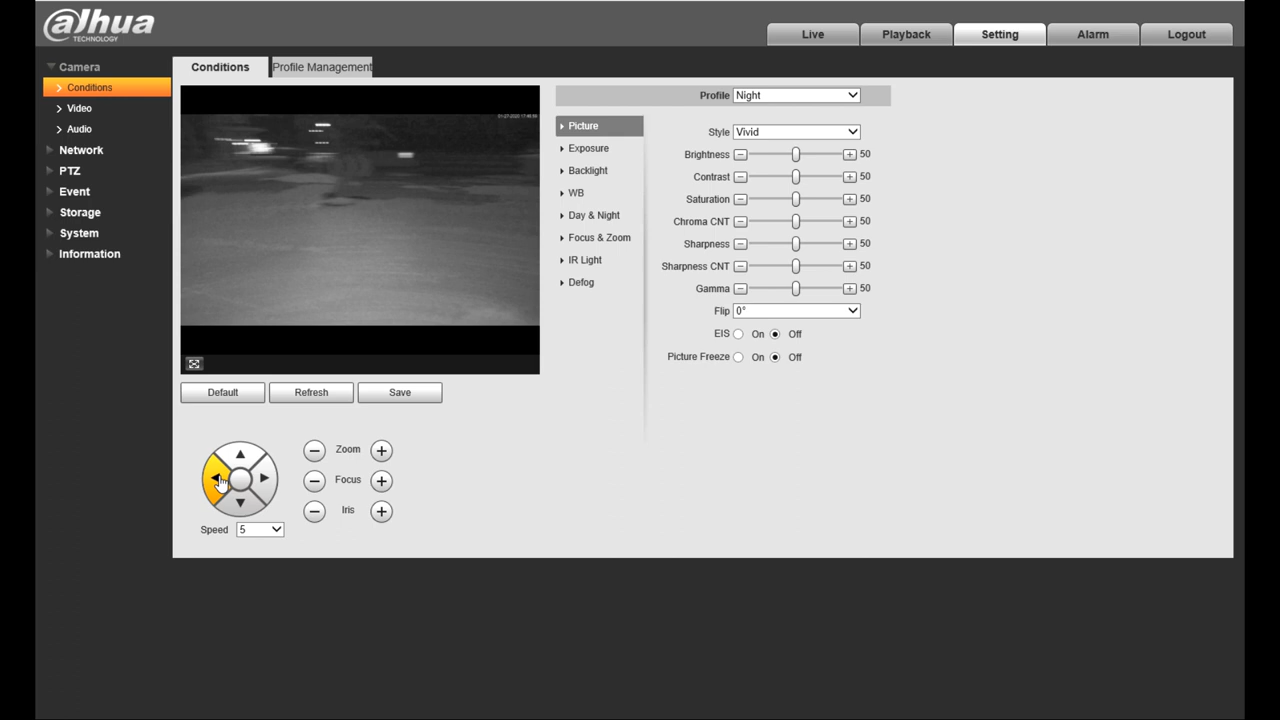 alhua
TECHNOLOGY
Live
Playback
Setting
Alarm
Logout
Camera
Conditions
Video
Audio
Network
PTZ
Event
Storage
System
Information
Conditions
Profile Management
Default
Refresh
Save
Zoom
Focus
Iris
Speed 5
Profile Night
Picture
Exposure
Backlight
WB
Day & Night
Focus & Zoom
IR Light
Defog
Style Vivid
Brightness 50
Contrast 50
Saturation 50
Chroma CNT 50
Sharpness 50
Sharpness CNT 50
Gamma 50
Flip 0°
EIS On Off
Picture Freeze On Off